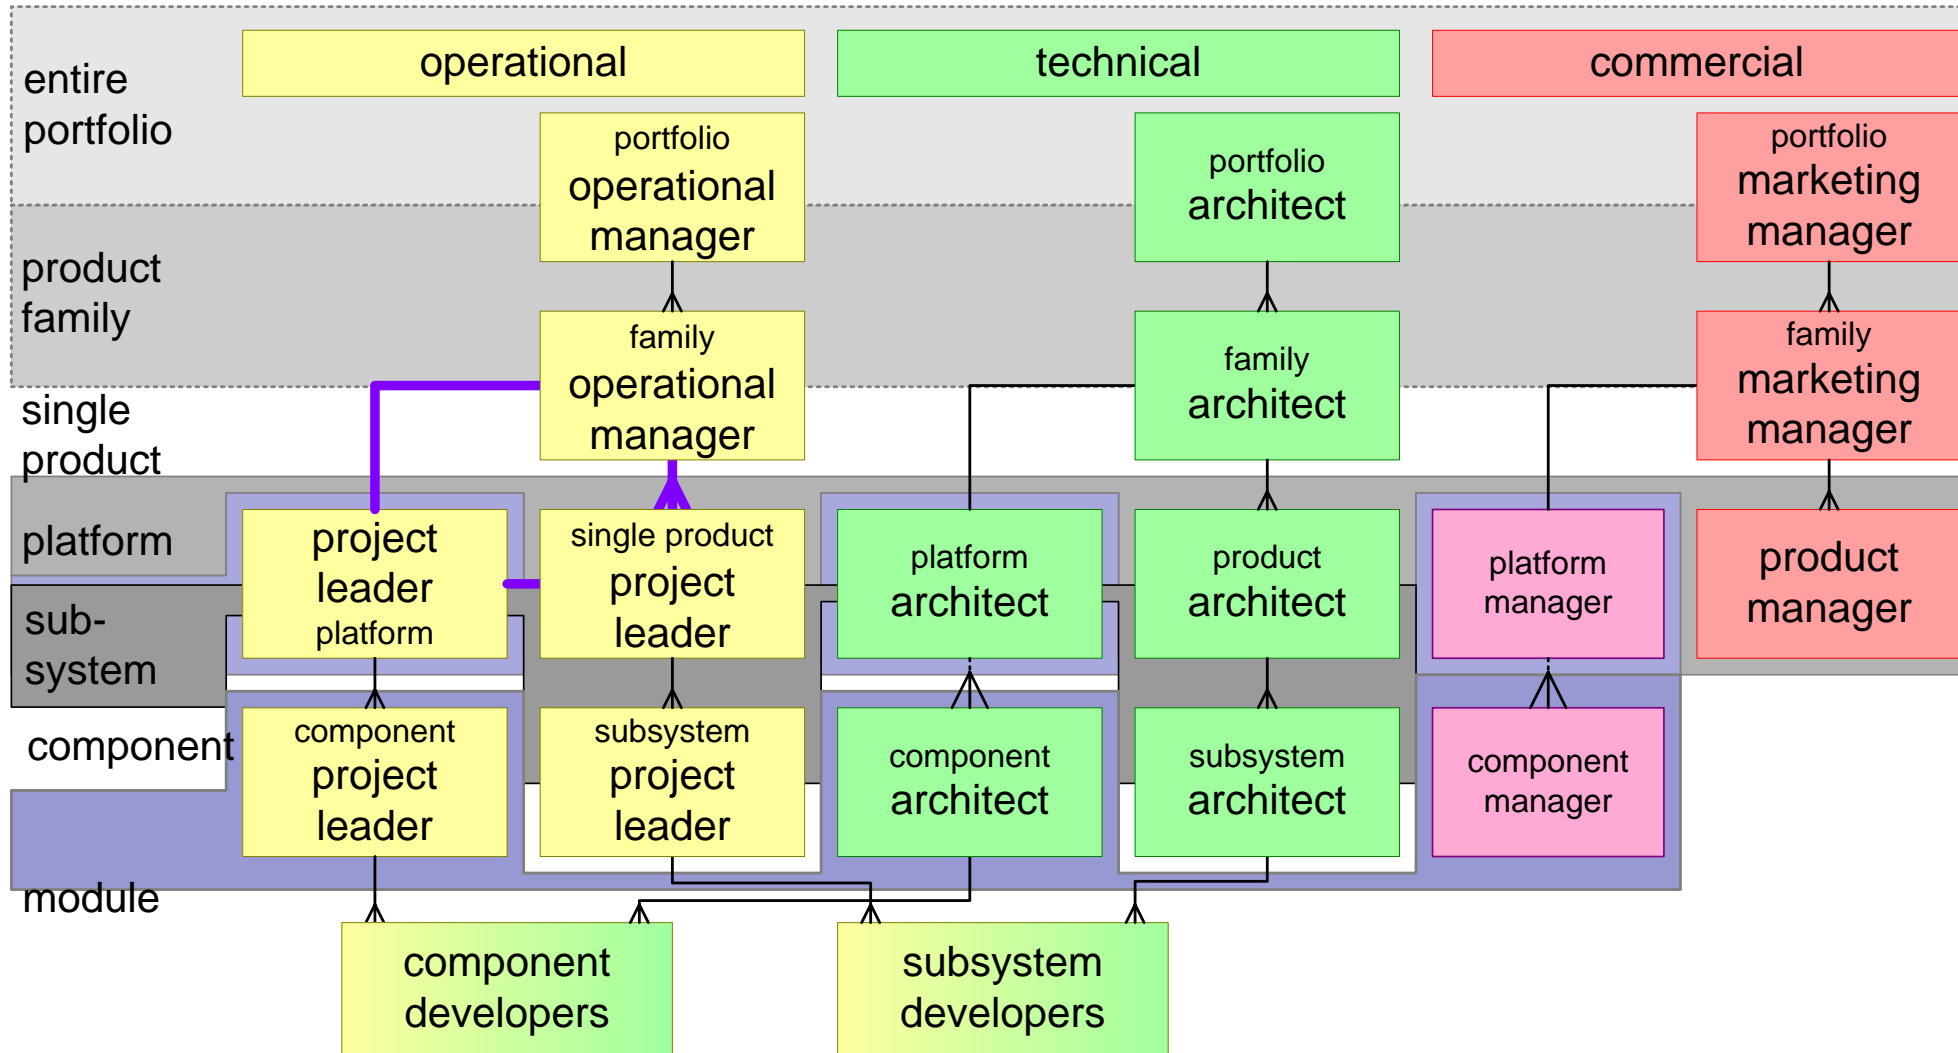 operational
technical
commercial
entire
portfolio
portfolio
operational
manager
portfolio
architect
portfolio
marketing
manager
product
family
family
operational
manager
family
architect
family
marketing
manager
single
product
platform
project
leader
platform
single product
project
leader
platform
architect
product
architect
platform
manager
product
manager
sub-
system
component
component
project
leader
subsystem
project
leader
component
architect
subsystem
architect
component
manager
module
component
developers
subsystem
developers